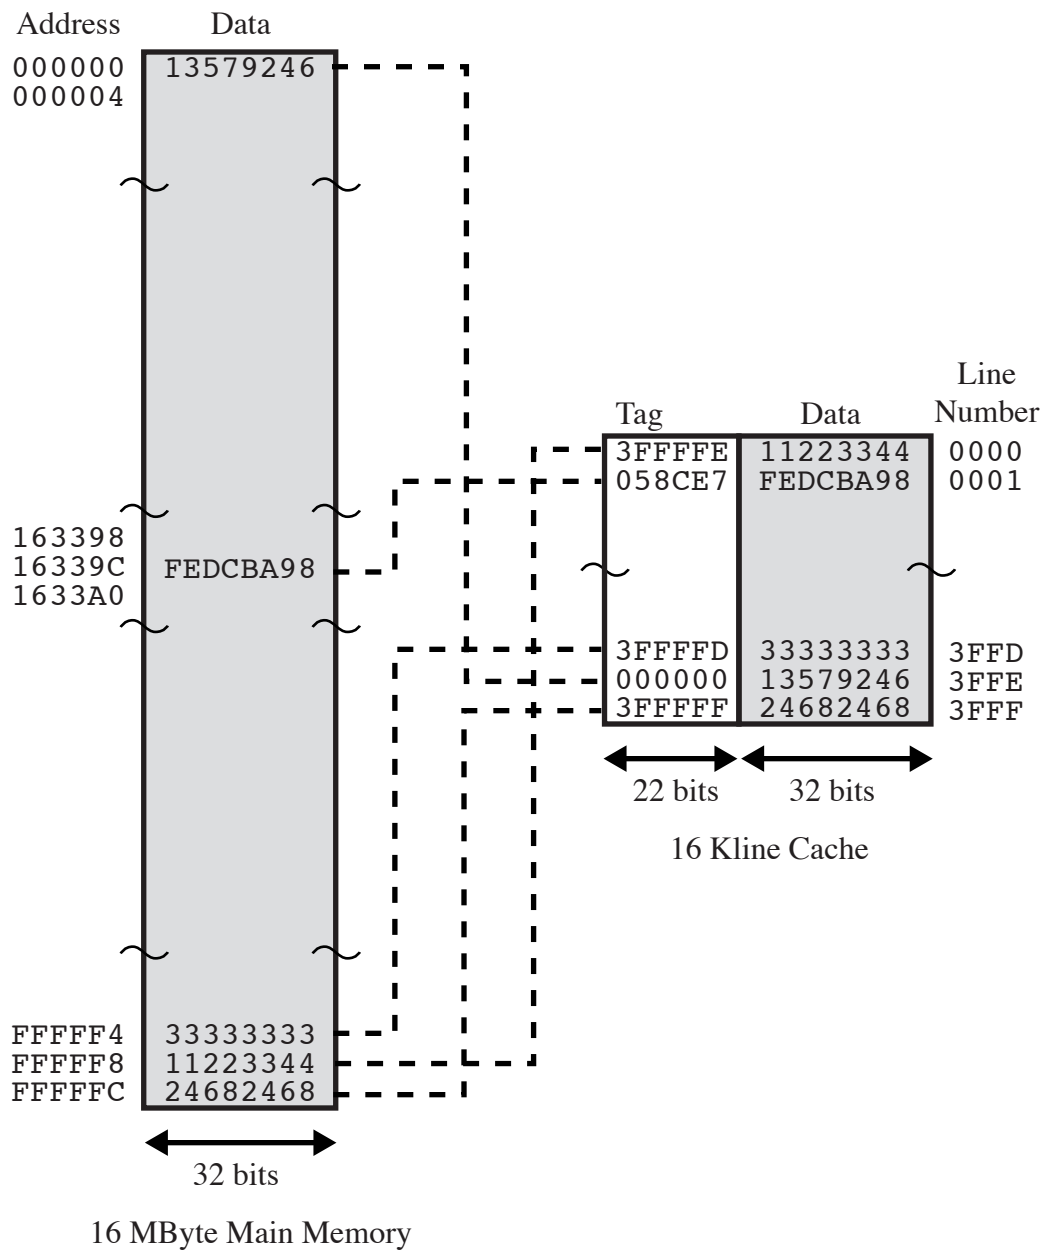 Address Data
000000 13579246
000004
163398
16339C FEDCBA98
1633A0
FFFFF4 33333333
FFFFF8 11223344
FFFFFC 24682468
32 bits
16 MByte Main Memory
Line
Tag Data Number
3FFFFE 11223344 0000
058CE7 FEDCBA98 0001
3FFFFD 33333333 3FFD
000000 13579246 3FFE
3FFFFF 24682468 3FFF
22 bits 32 bits
16 Kline Cache